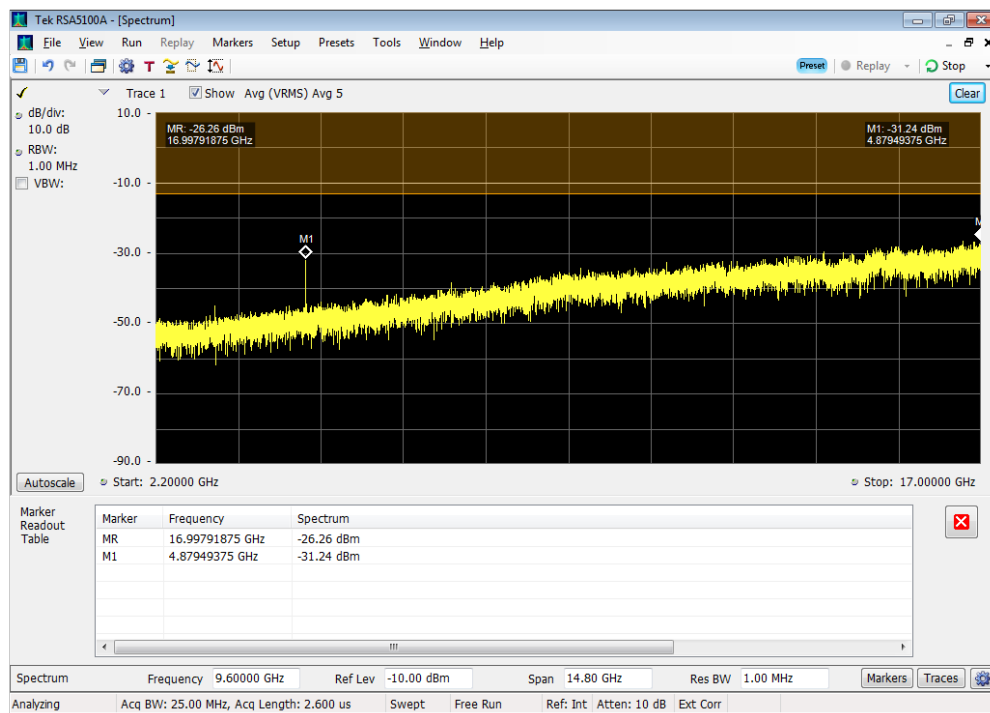 Tek RSA5100A - [Spectrum]
File View Run Replay Markers Setup Presets Tools Window Help
T Preset Replay Stop
Trace 1 Show Avg (VRMS) Avg 5 Clear
dB/div:
10.0 dB
RBW:
1.00 MHz
VBW:
10.0
-10.0
-30.0
-50.0
-70.0
-90.0
MR: -26.26 dBm
16.99791875 GHz
M1: -31.24 dBm
4.87949375 GHz
M1
M
Autoscale Start: 2.20000 GHz Stop: 17.00000 GHz
Marker
Readout
Table
Marker Frequency Spectrum
MR 16.99791875 GHz -26.26 dBm
M1 4.87949375 GHz -31.24 dBm
Spectrum Frequency 9.60000 GHz Ref Lev -10.00 dBm Span 14.80 GHz Res BW 1.00 MHz Markers Traces
Analyzing Acq BW: 25.00 MHz, Acq Length: 2.600 us Swept Free Run Ref: Int Atten: 10 dB Ext Corr